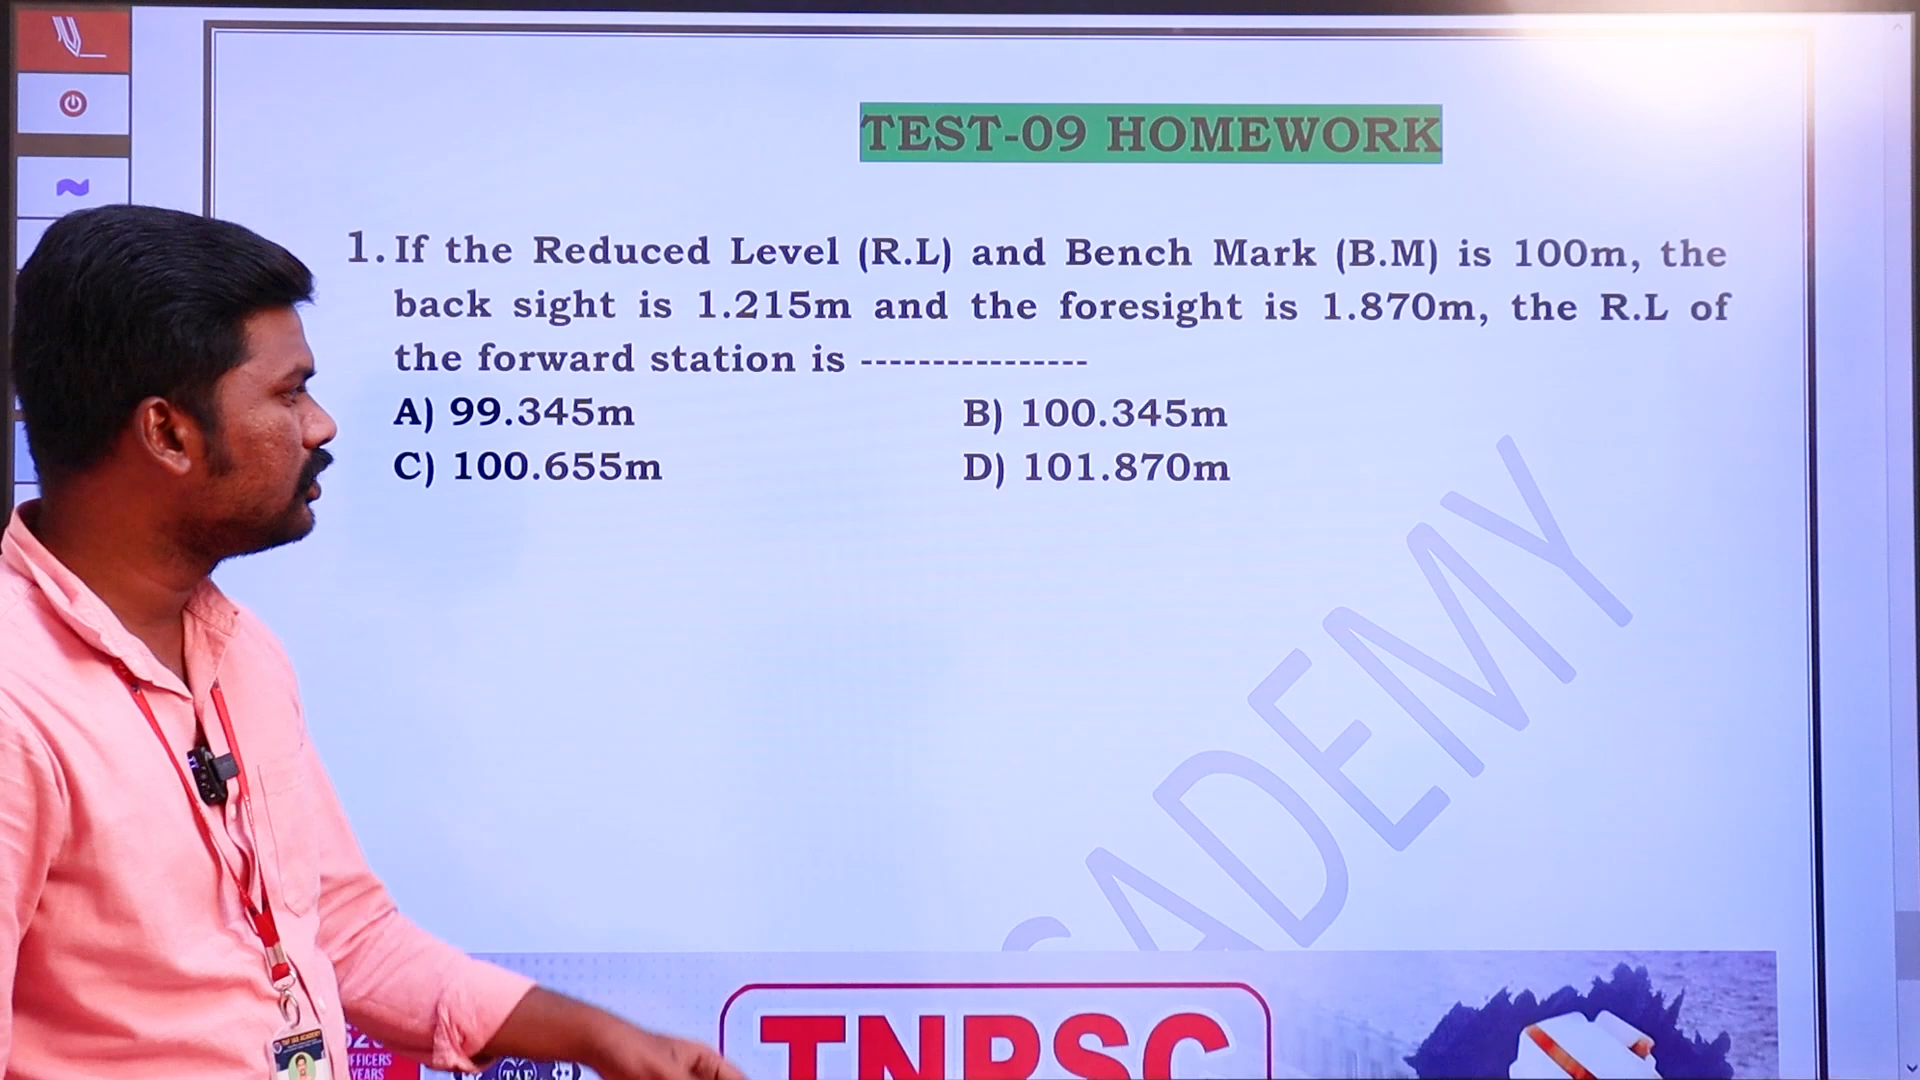 TEST-09 HOMEWORK
1. If the Reduced Level (R.L) and Bench Mark (B.M) is 100m, the
back sight is 1.215m and the foresight is 1.870m, the R.L of
the forward station is ----------------
A) 99.345m B) 100.345m
C) 100.655m D) 101.870m
ADEMY
TNPSC
FFICERS
YEARS